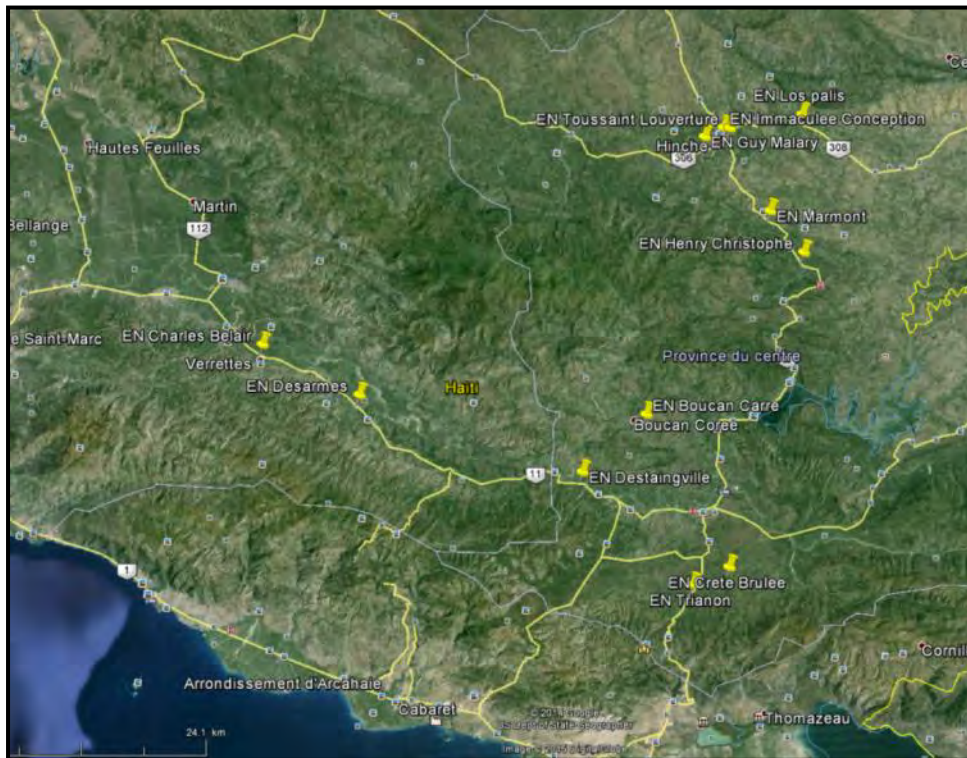 Ce
EN Los palis
EN Toussaint Louverture
EN Immaculee Conception
Hinche
EN Guy Malary
306
308
Hautes Feuilles
Martin
112
Bellange
EN Marmont
EN Henry Christophe
e Saint-Marc
EN Charles Belair
Verrettes
Province du centre
EN Desarmes
Haiti
EN Boucan Carre
Boucan Coree
11
EN Destaingville
1
EN Crete Brulee
EN Trianon
Cornill
Arrondissement d'Arcahaie
Cabaret
Thomazeau
24.1 km